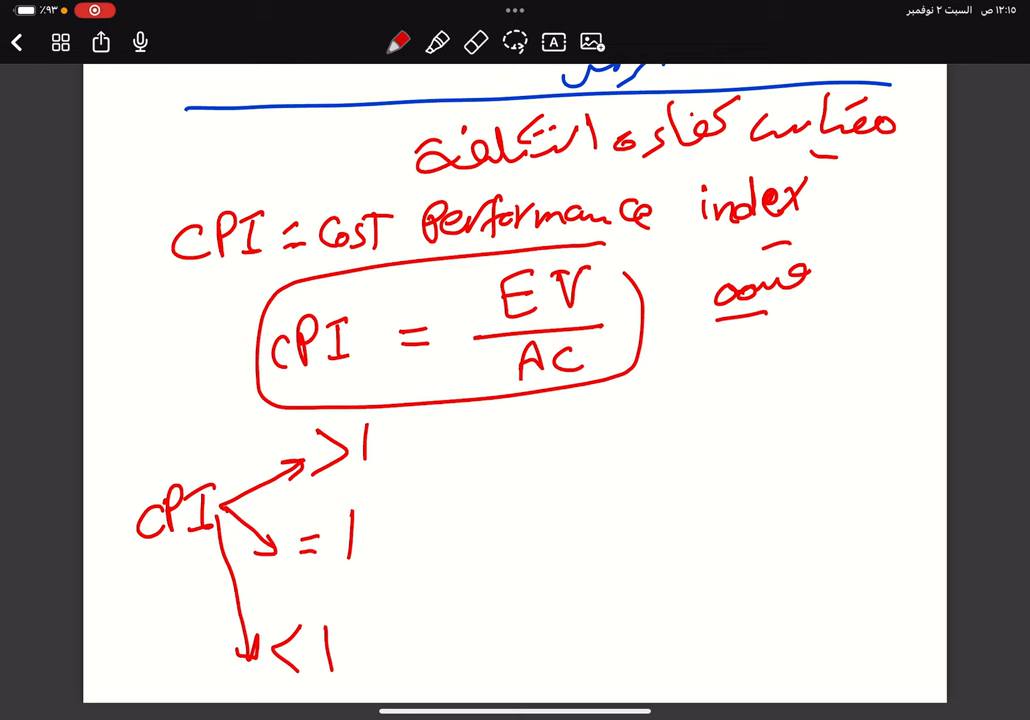 ٪٩٣
١٢:١٥ ص السبت ٢ نوفمبر
A
مقياس كفاءة التكلفة
CPI = Cost Performance index
قسمة
CPI = EV / AC
>1
CPI
= 1
<1